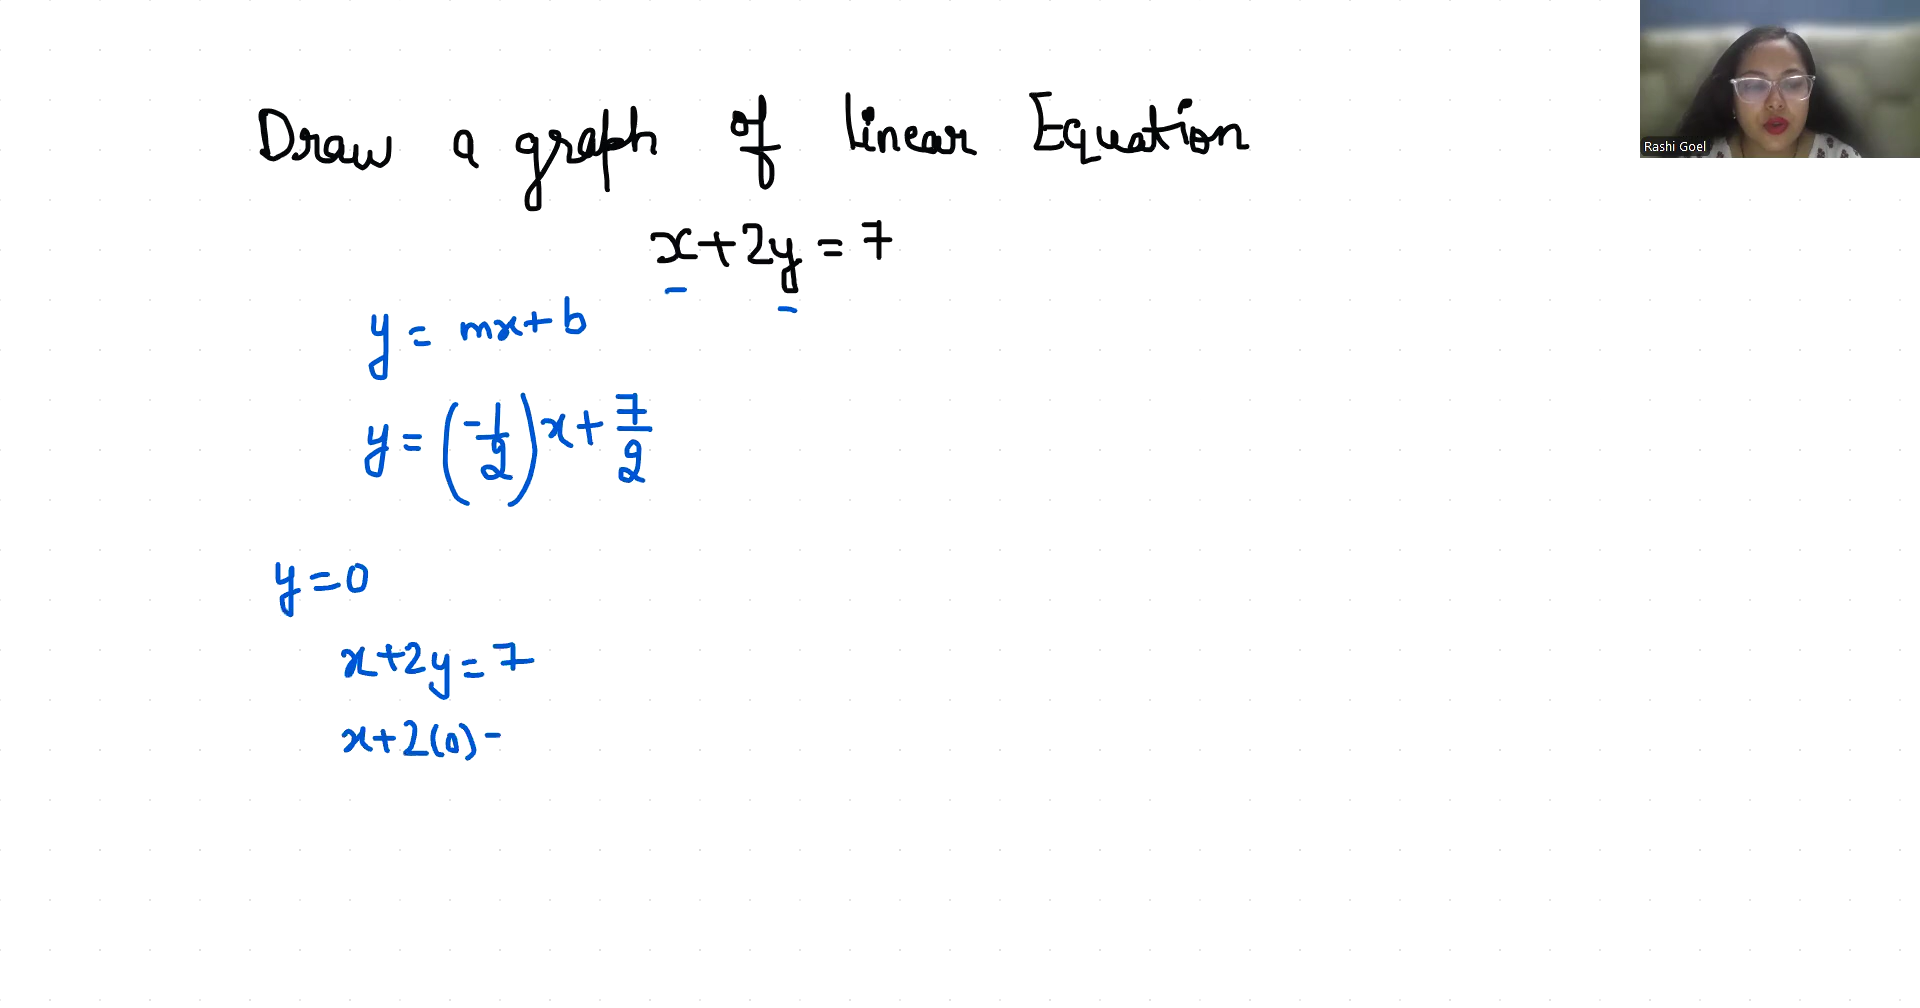 Draw a graph of linear Equation
x+2y=7
y = mx+b
y = (-1/2)x + 7/2
y=0
x+2y=7
x+2(0)-
Rashi Goel